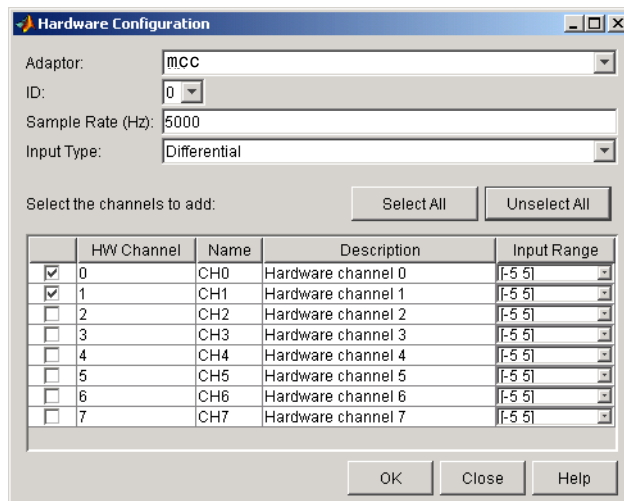 Hardware Configuration
Adaptor: mcc
ID: 0
Sample Rate (Hz): 5000
Input Type: Differential
Select the channels to add: Select All Unselect All
HW Channel Name Description Input Range
0 CH0 Hardware channel 0 [-5 5]
1 CH1 Hardware channel 1 [-5 5]
2 CH2 Hardware channel 2 [-5 5]
3 CH3 Hardware channel 3 [-5 5]
4 CH4 Hardware channel 4 [-5 5]
5 CH5 Hardware channel 5 [-5 5]
6 CH6 Hardware channel 6 [-5 5]
7 CH7 Hardware channel 7 [-5 5]
OK Close Help